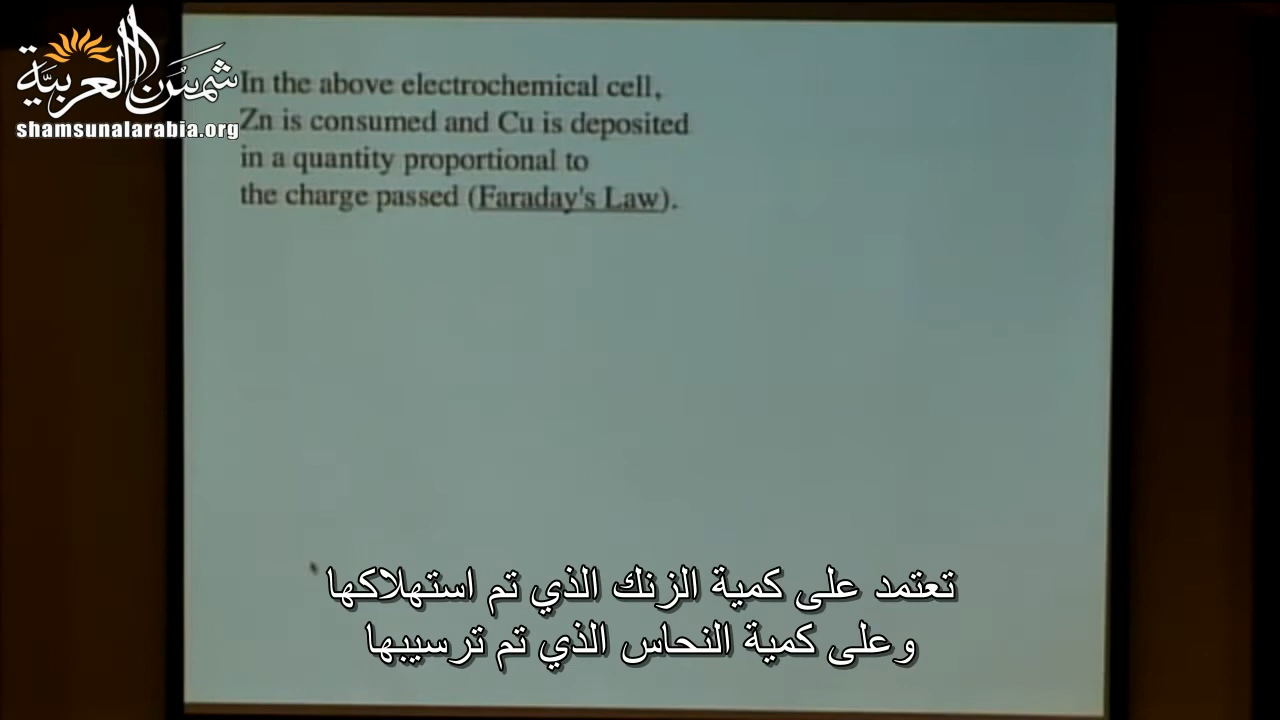 شمس العربية
shamsunalarabia.org
In the above electrochemical cell,
Zn is consumed and Cu is deposited
in a quantity proportional to
the charge passed (Faraday's Law).
تعتمد على كمية الزنك الذي تم استهلاكها
وعلى كمية النحاس الذي تم ترسيبها